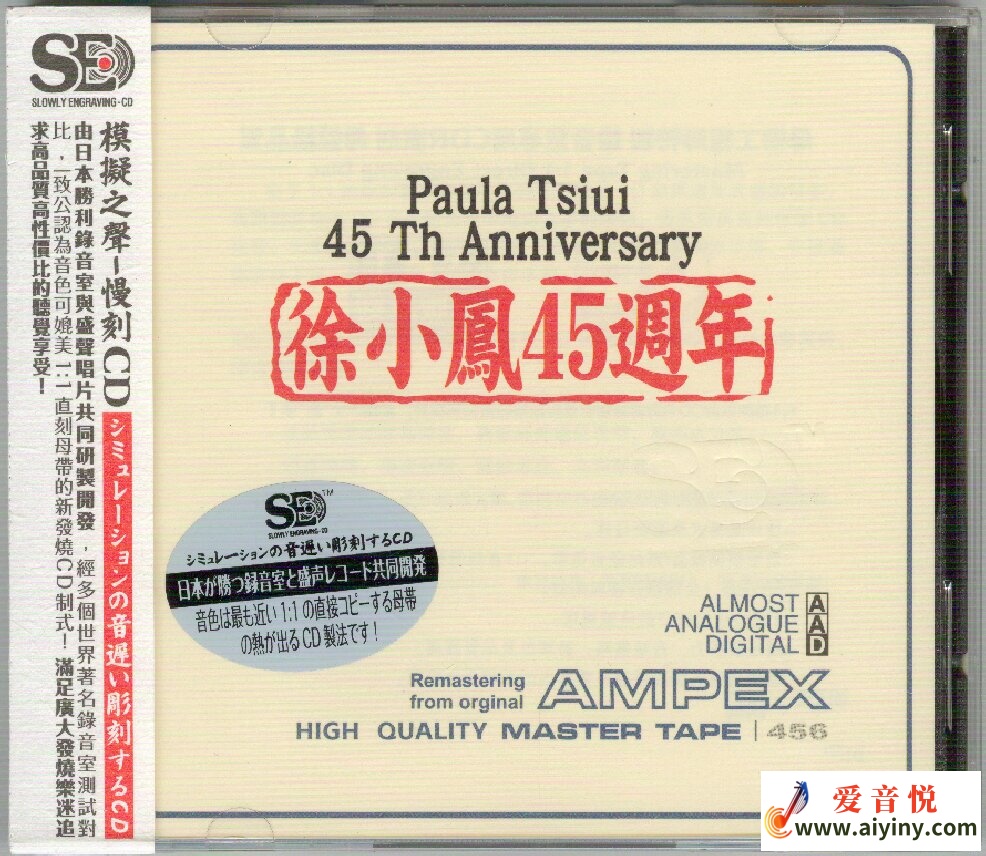 SED
SLOWLY ENGRAVING-CD
模擬之聲-慢刻CD
シミュレーションの音遅い彫刻するCD
由日本勝利錄音室與盛聲唱片共同研製開發，經多個世界著名錄音室測試對
比，一致公認為音色可媲美1:1直刻母帶的新發燒CD制式！滿足廣大發燒樂迷追
求高品質高性價比的聽覺享受！
Paula Tsiui
45 Th Anniversary
徐小鳳45週年
SED™
SLOWLY ENGRAVING-CD
シミュレーションの音遅い彫刻するCD
日本が勝つ録音室と盛声レコード共同開発
音色は最も近い1:1の直接コピーする母帯
の熱が出るCD製法です！
ALMOST A
ANALOGUE A
DIGITAL D
Remastering
from orginal AMPEX
HIGH QUALITY MASTER TAPE | 456
爱音悦
www.aiyiny.com